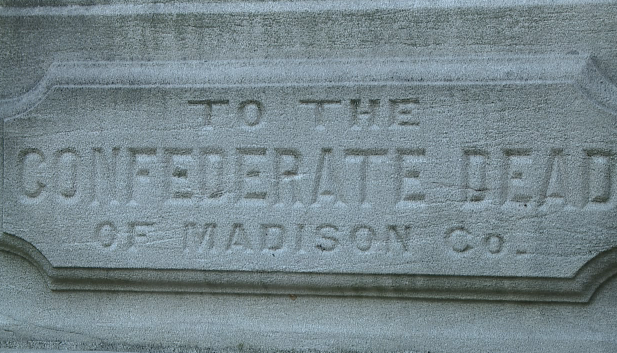 TO THE
CONFEDERATE DEAD
OF MADISON Co.